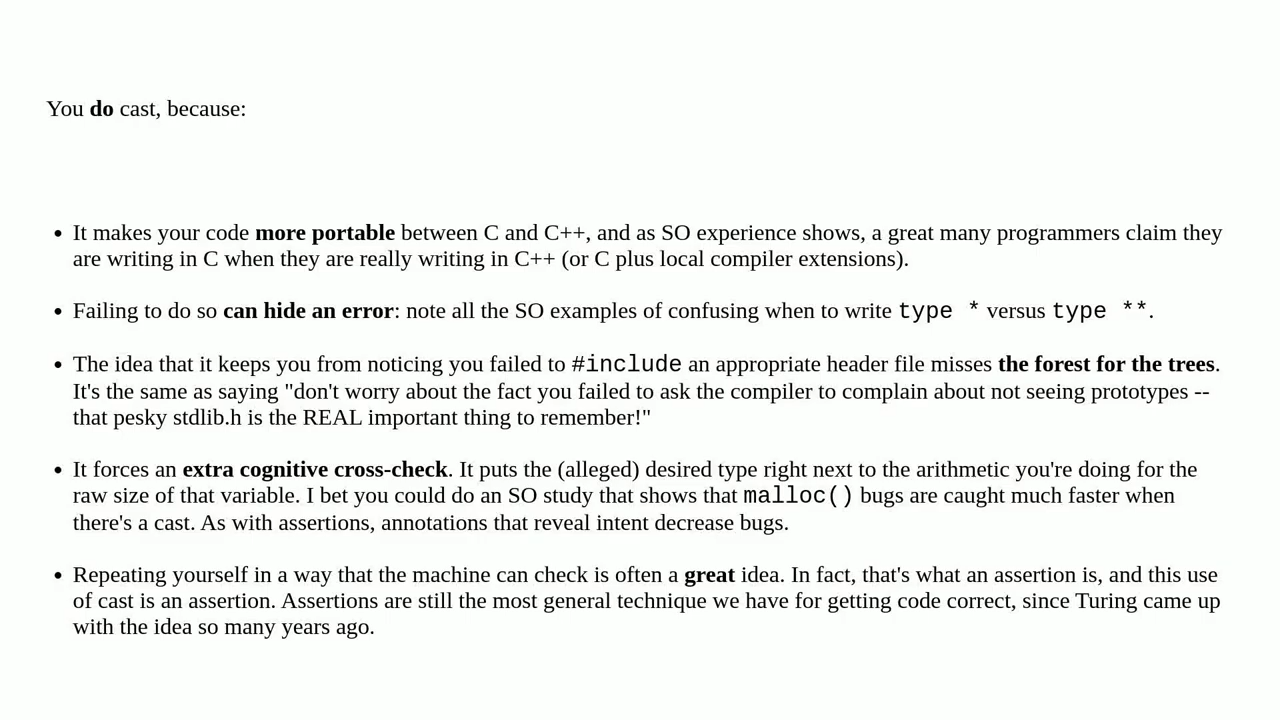 You do cast, because:
• It makes your code more portable between C and C++, and as SO experience shows, a great many programmers claim they
are writing in C when they are really writing in C++ (or C plus local compiler extensions).
• Failing to do so can hide an error: note all the SO examples of confusing when to write type * versus type **.
• The idea that it keeps you from noticing you failed to #include an appropriate header file misses the forest for the trees.
It's the same as saying "don't worry about the fact you failed to ask the compiler to complain about not seeing prototypes --
that pesky stdlib.h is the REAL important thing to remember!"
• It forces an extra cognitive cross-check. It puts the (alleged) desired type right next to the arithmetic you're doing for the
raw size of that variable. I bet you could do an SO study that shows that malloc() bugs are caught much faster when
there's a cast. As with assertions, annotations that reveal intent decrease bugs.
• Repeating yourself in a way that the machine can check is often a great idea. In fact, that's what an assertion is, and this use
of cast is an assertion. Assertions are still the most general technique we have for getting code correct, since Turing came up
with the idea so many years ago.